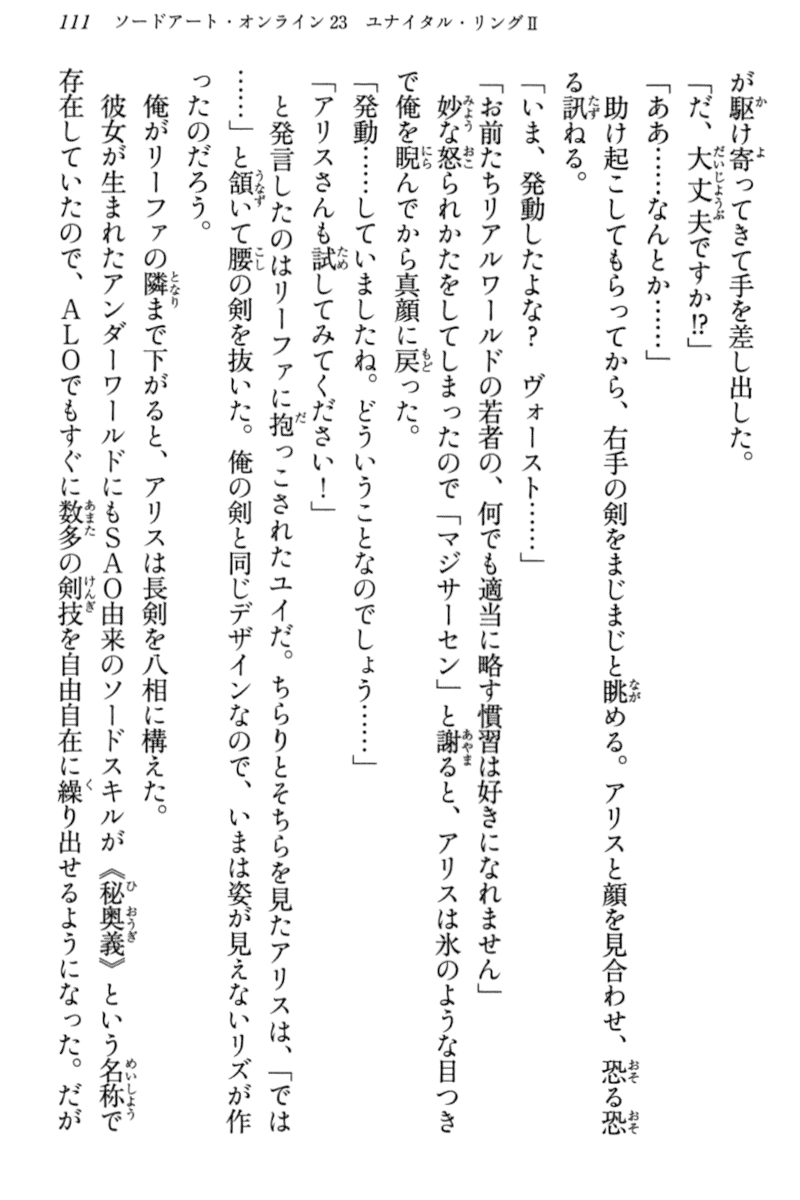 111　ソードアート・オンライン23　ユナイタル・リングⅡ
が駆け寄ってきて手を差し出した。
「だ、大丈夫ですか⁉」
「ああ……なんとか……」
　助け起こしてもらってから、右手の剣をまじまじと眺める。アリスと顔を見合わせ、恐る恐
る訊ねる。
「いま、発動したよな？　ヴォースト……」
「お前たちリアルワールドの若者の、何でも適当に略す慣習は好きになれません」
　妙な怒られかたをしてしまったので「マジサーセン」と謝ると、アリスは氷のような目つき
で俺を睨んでから真顔に戻った。
「発動……していましたね。どういうことなのでしょう……」
「アリスさんも試してみてください！」
　と発言したのはリーファに抱っこされたユイだ。ちらりとそちらを見たアリスは、「では
……」と頷いて腰の剣を抜いた。俺の剣と同じデザインなので、いまは姿が見えないリズが作
ったのだろう。
　俺がリーファの隣まで下がると、アリスは長剣を八相に構えた。
　彼女が生まれたアンダーワールドにもSAO由来のソードスキルが《秘奥義》という名称で
存在していたので、ALOでもすぐに数多の剣技を自由自在に繰り出せるようになった。だが